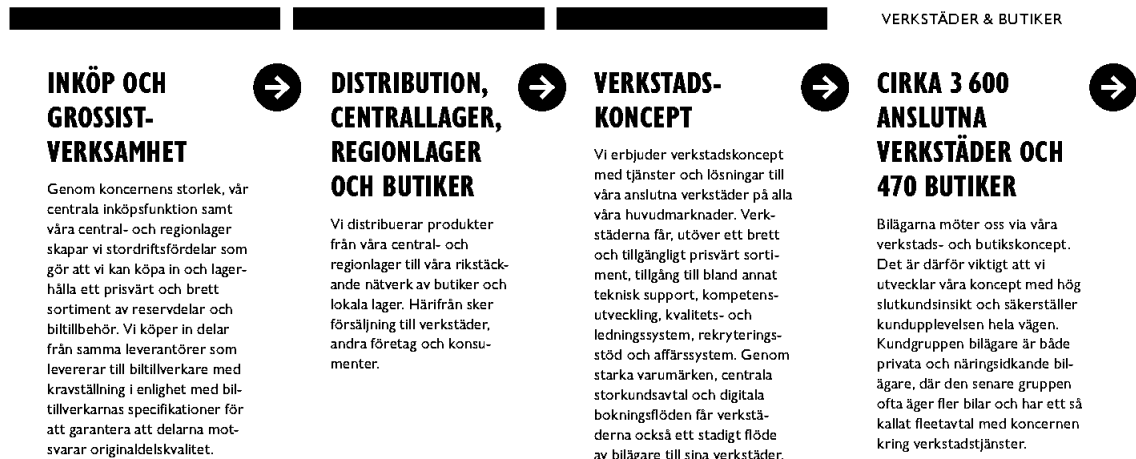 VERKSTÄDER & BUTIKER
INKÖP OCH
GROSSIST-
VERKSAMHET
Genom koncernens storlek, vår
centrala inköpsfunktion samt
våra central- och regionlager
skapar vi stordriftsfördelar som
gör att vi kan köpa in och lager-
hålla ett prisvärt och brett
sortiment av reservdelar och
biltillbehör. Vi köper in delar
från samma leverantörer som
levererar till biltillverkare med
kravställning i enlighet med bil-
tillverkarnas specifikationer för
att garantera att delarna mot-
svarar originaldelskvalitet.
DISTRIBUTION,
CENTRALLAGER,
REGIONLAGER
OCH BUTIKER
Vi distribuerar produkter
från våra central- och
regionlager till våra rikstäck-
ande nätverk av butiker och
lokala lager. Härifrån sker
försäljning till verkstäder,
andra företag och konsu-
menter.
VERKSTADS-
KONCEPT
Vi erbjuder verkstadskoncept
med tjänster och lösningar till
våra anslutna verkstäder på alla
våra huvudmarknader. Verk-
städerna får, utöver ett brett
och tillgängligt prisvärt sorti-
ment, tillgång till bland annat
teknisk support, kompetens-
utveckling, kvalitets- och
ledningssystem, rekryterings-
stöd och affärssystem. Genom
starka varumärken, centrala
storkundsavtal och digitala
bokningsflöden får verkstä-
derna också ett stadigt flöde
av bilägare till sina verkstäder.
CIRKA 3 600
ANSLUTNA
VERKSTÄDER OCH
470 BUTIKER
Bilägarna möter oss via våra
verkstads- och butikskoncept.
Det är därför viktigt att vi
utvecklar våra koncept med hög
slutkundsinsikt och säkerställer
kundupplevelsen hela vägen.
Kundgruppen bilägare är både
privata och näringsidkande bil-
ägare, där den senare gruppen
ofta äger fler bilar och har ett så
kallat fleetavtal med koncernen
kring verkstadstjänster.